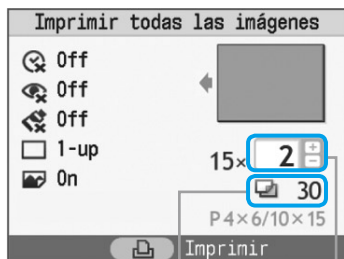 Imprimir todas las imágenes
Off
Off
Off
1-up
On
15× 2
30
P 4×6/10×15
Imprimir